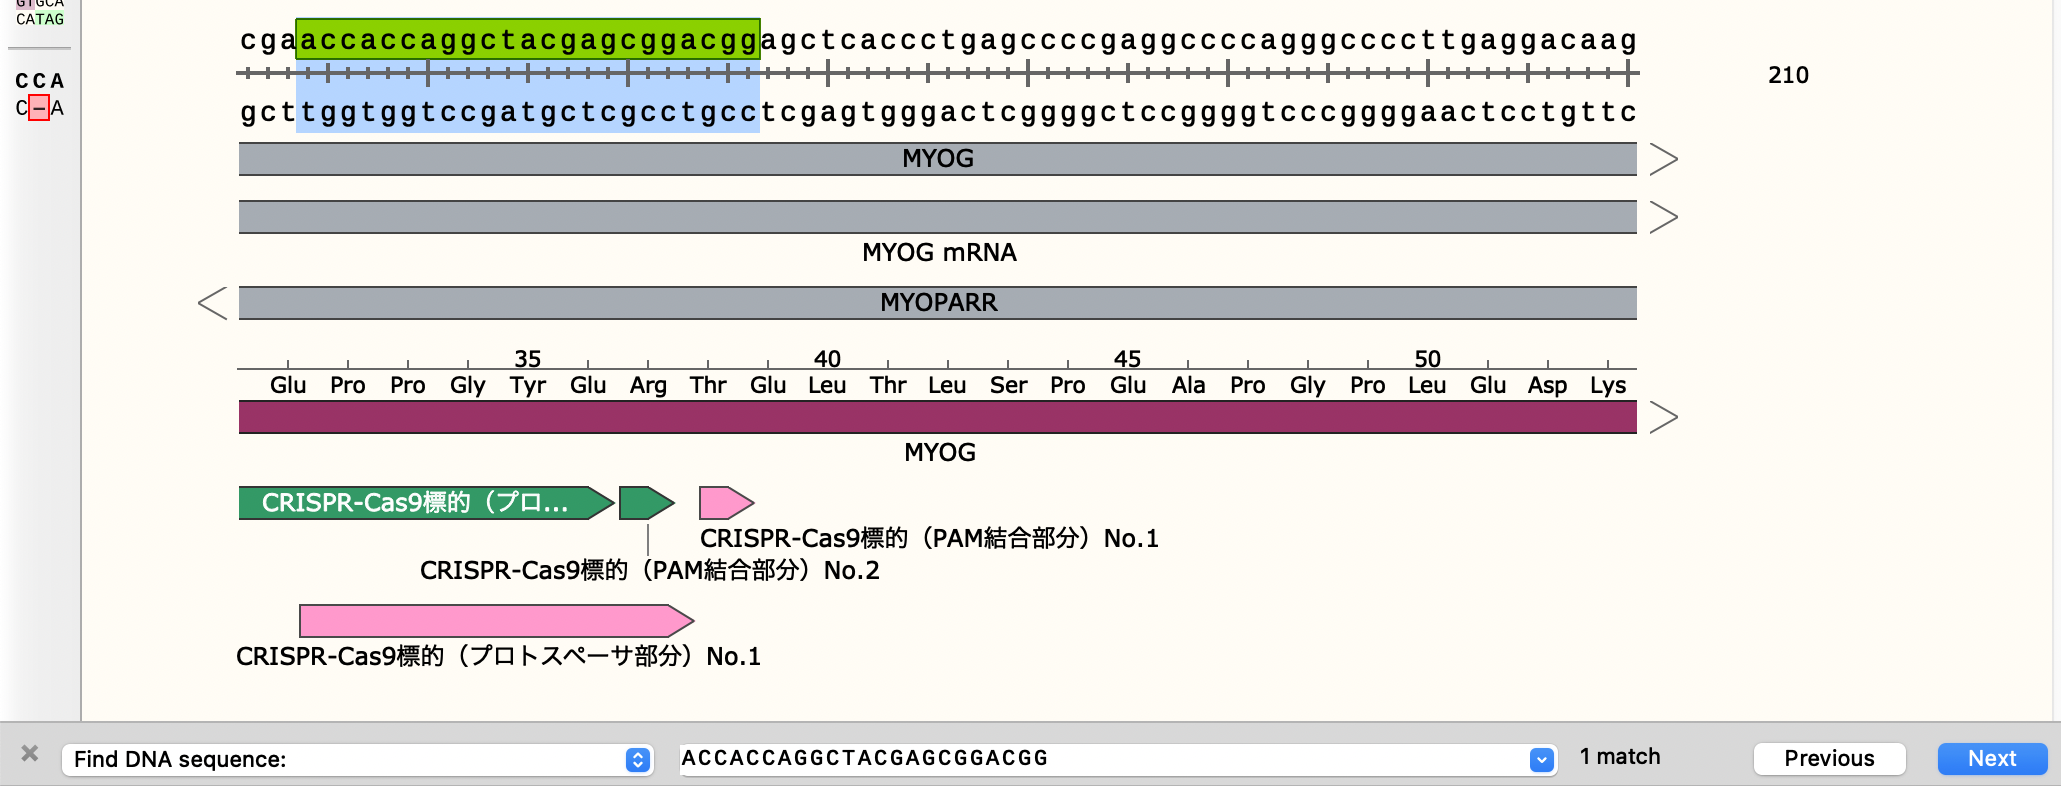 GTGCA
CATAG
CCA
C–A
cgaaccaccaggctacgagcggacggagctcaccctgagccccgaggccccagggccccttgaggacaag
210
gcttggtggtccgatgctcgcctgcctcgagtgggactcggggctccggggtcccggggaactcctgttc
MYOG
MYOG mRNA
MYOPARR
35 40 45 50
Glu Pro Pro Gly Tyr Glu Arg Thr Glu Leu Thr Leu Ser Pro Glu Ala Pro Gly Pro Leu Glu Asp Lys
MYOG
CRISPR-Cas9標的（プロ...
CRISPR-Cas9標的（PAM結合部分）No.1
CRISPR-Cas9標的（PAM結合部分）No.2
CRISPR-Cas9標的（プロトスペーサ部分）No.1
Find DNA sequence: ACCACCAGGCTACGAGCGGACGG 1 match Previous Next